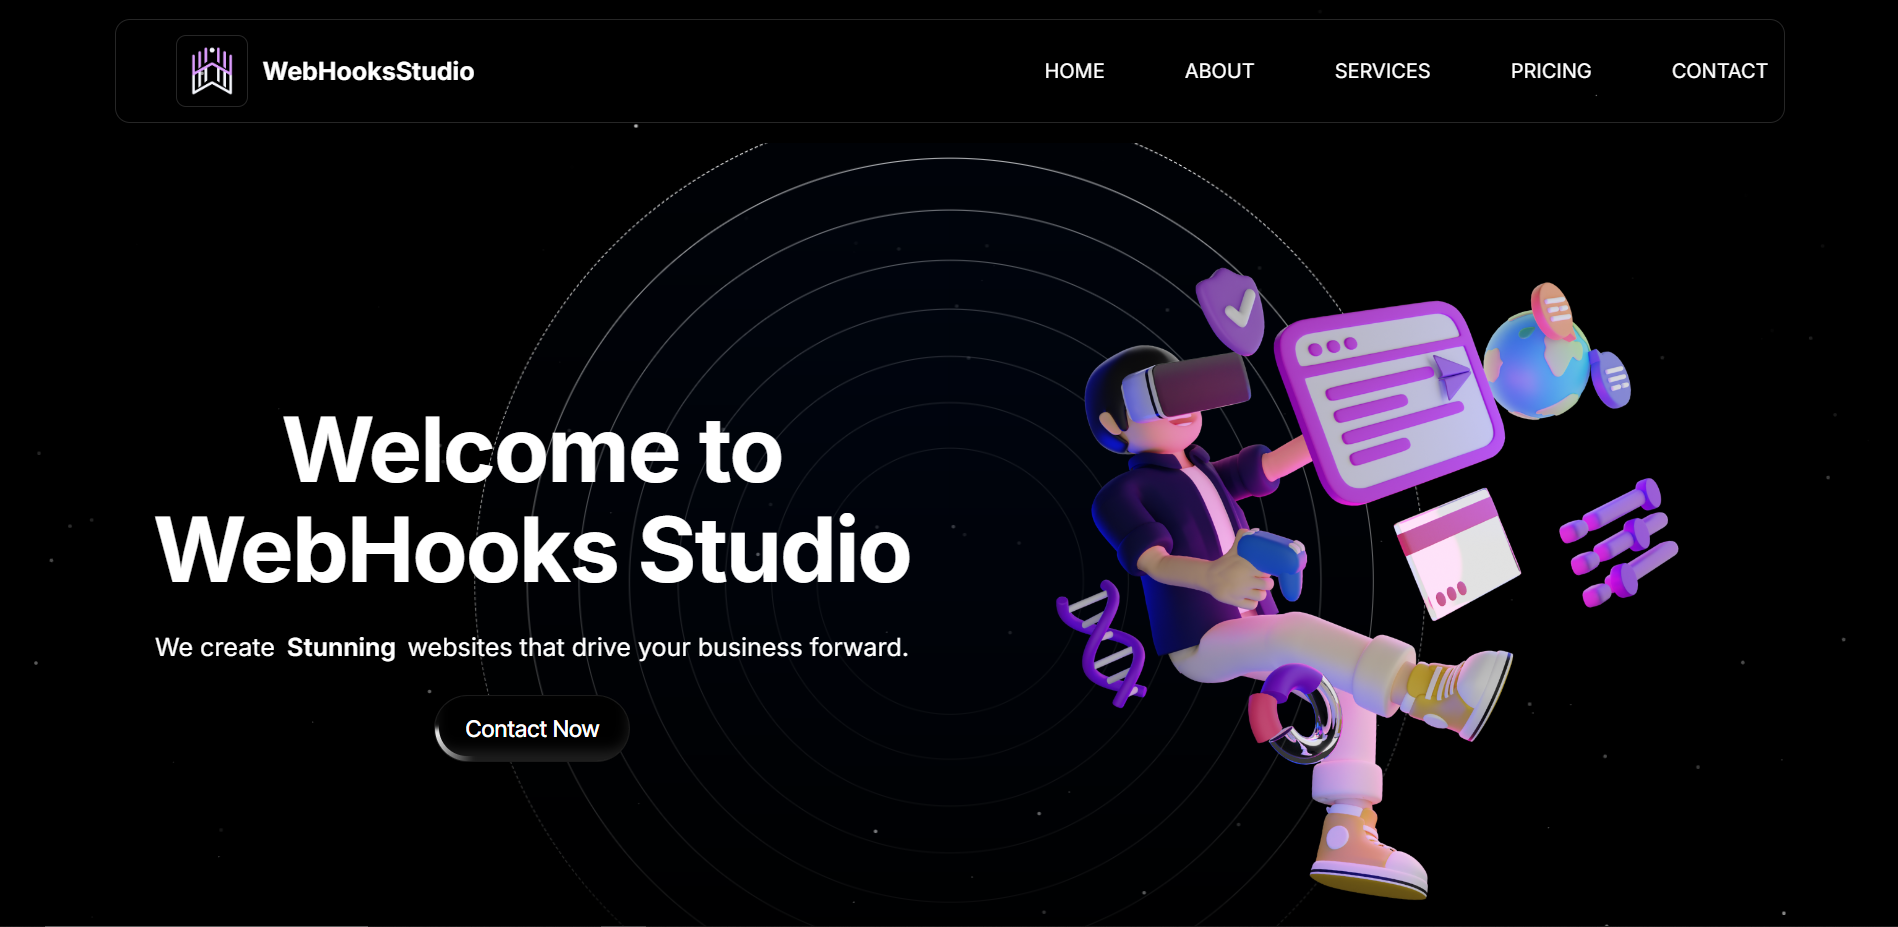 WebHooksStudio
HOME ABOUT SERVICES PRICING CONTACT
Welcome to
WebHooks Studio
We create Stunning websites that drive your business forward.
Contact Now